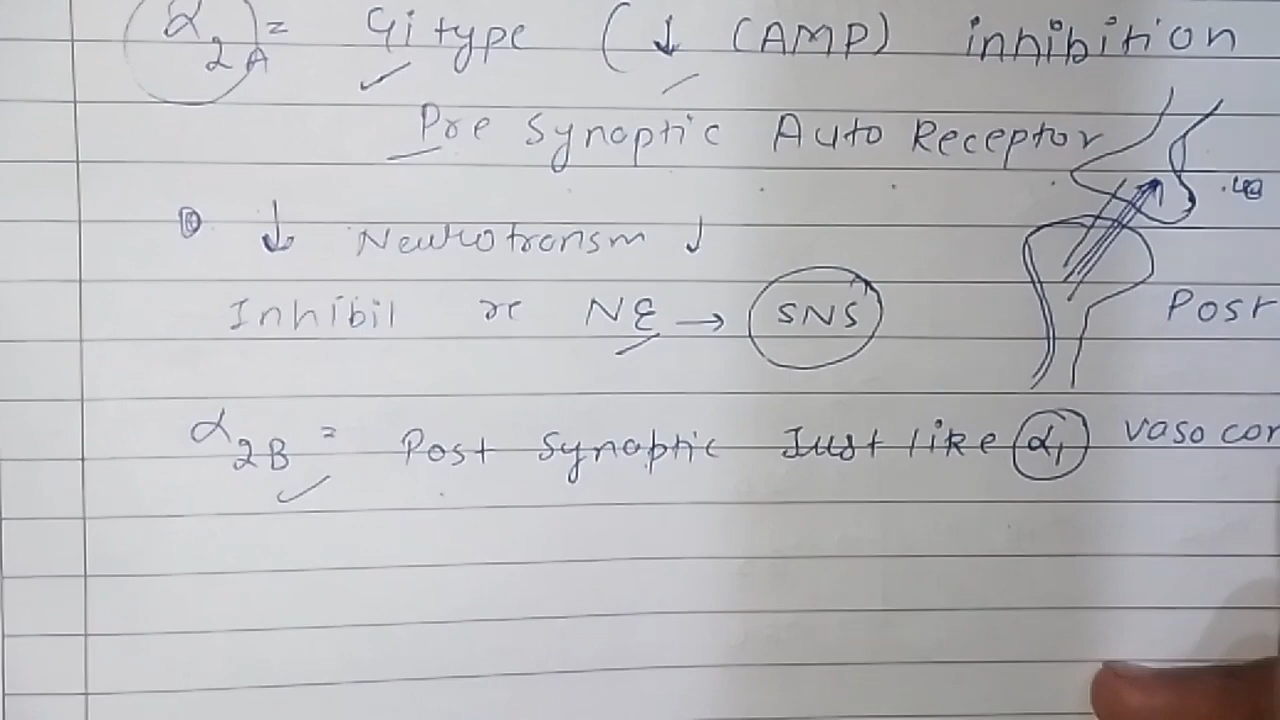 α2A = Gi type (↓ CAMP) inhibition
Pre Synaptic Auto Receptor
↓ Neurotransm ↓
Inhibit re NE → SNS
Post
α2B = Post Synaptic Just like α1 vaso con